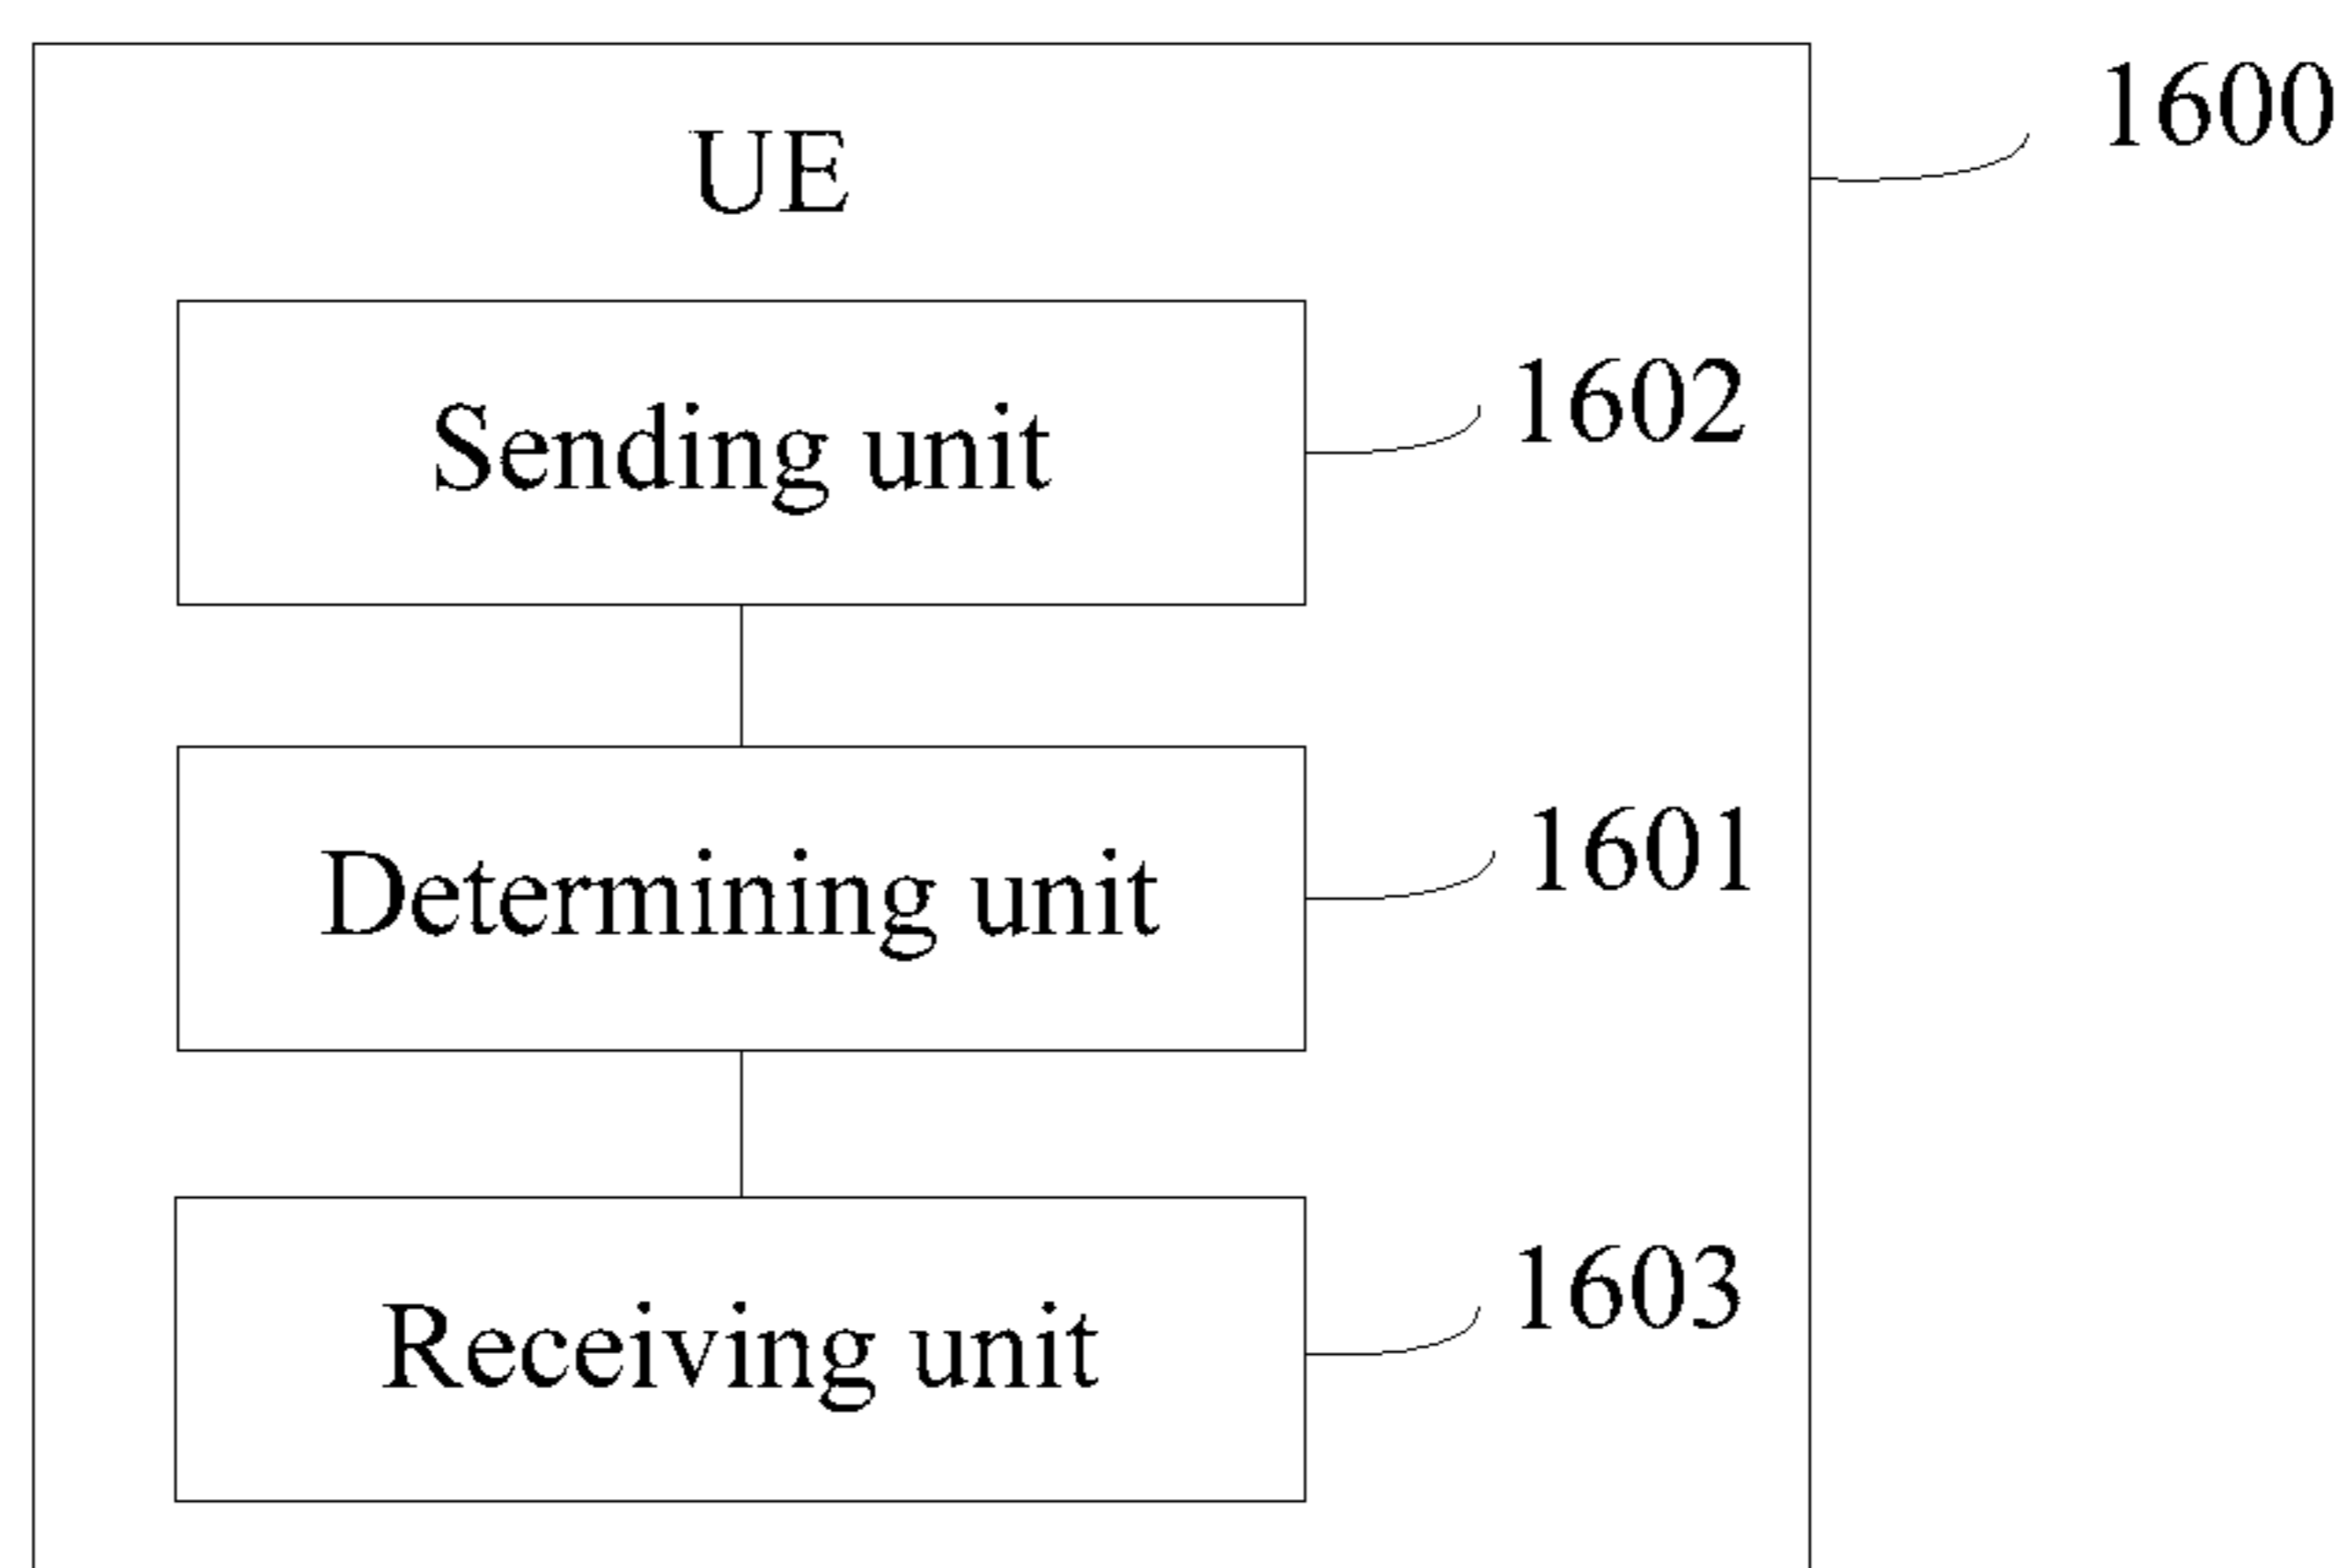 1600
UE
Sending unit
1602
Determining unit
1601
Receiving unit
1603